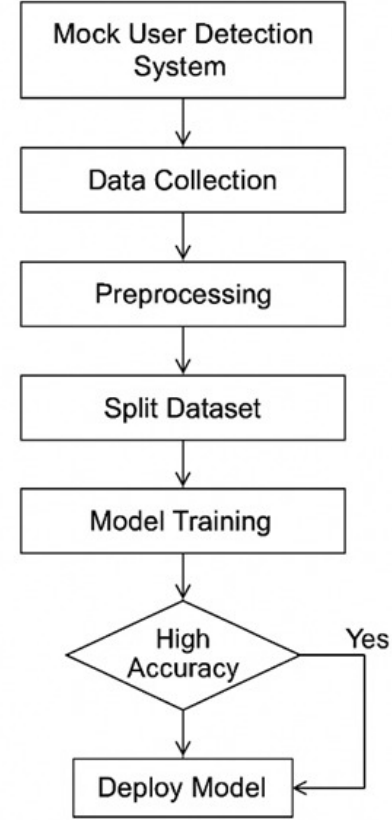 Mock User Detection
System
Data Collection
Preprocessing
Split Dataset
Model Training
High
Accuracy
Yes
Deploy Model